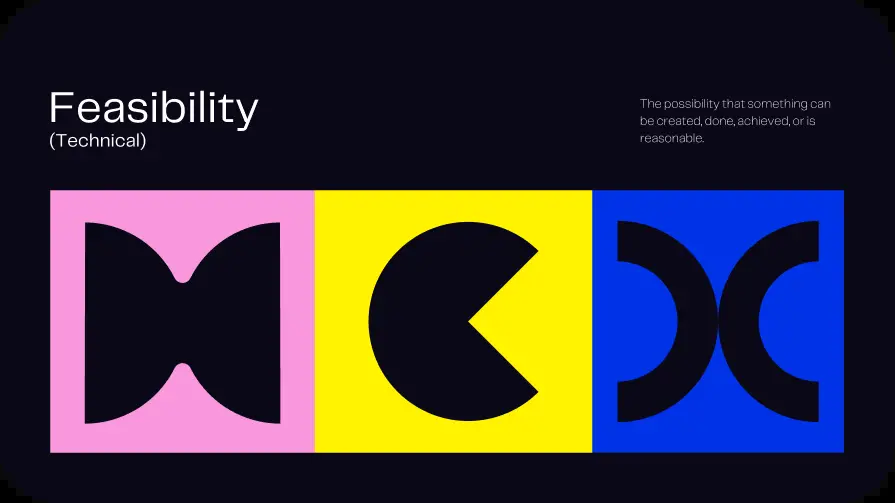 Feasibility
(Technical)
The possibility that something can
be created, done, achieved, or is
reasonable.